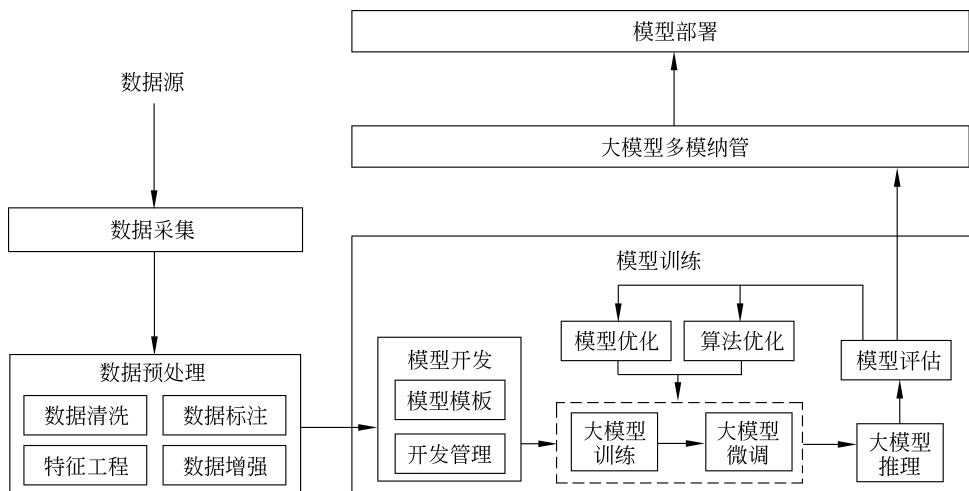 模型部署
数据源
大模型多模纳管
数据采集
模型训练
模型优化
算法优化
模型评估
数据预处理
数据清洗
数据标注
特征工程
数据增强
模型开发
模型模板
开发管理
大模型
训练
大模型
微调
大模型
推理